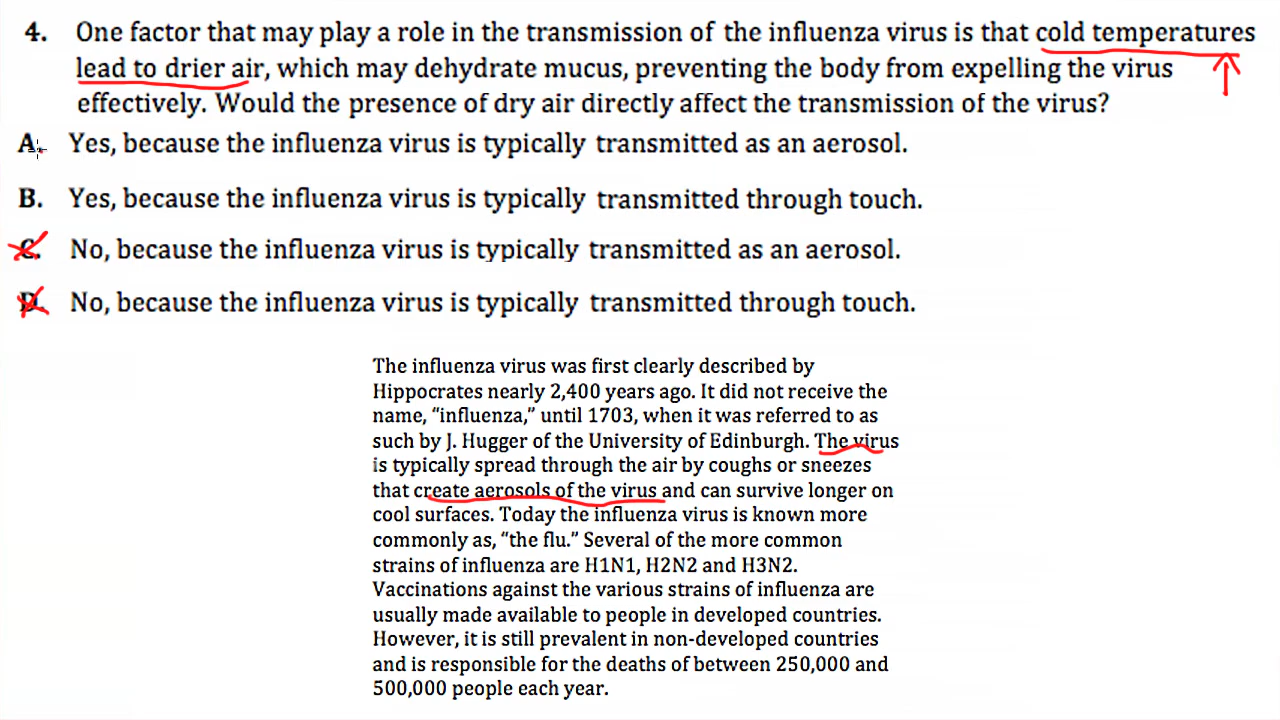 4. One factor that may play a role in the transmission of the influenza virus is that cold temperatures
lead to drier air, which may dehydrate mucus, preventing the body from expelling the virus
effectively. Would the presence of dry air directly affect the transmission of the virus?
A. Yes, because the influenza virus is typically transmitted as an aerosol.
B. Yes, because the influenza virus is typically transmitted through touch.
C. No, because the influenza virus is typically transmitted as an aerosol.
D. No, because the influenza virus is typically transmitted through touch.
The influenza virus was first clearly described by
Hippocrates nearly 2,400 years ago. It did not receive the
name, “influenza,” until 1703, when it was referred to as
such by J. Hugger of the University of Edinburgh. The virus
is typically spread through the air by coughs or sneezes
that create aerosols of the virus and can survive longer on
cool surfaces. Today the influenza virus is known more
commonly as, “the flu.” Several of the more common
strains of influenza are H1N1, H2N2 and H3N2.
Vaccinations against the various strains of influenza are
usually made available to people in developed countries.
However, it is still prevalent in non-developed countries
and is responsible for the deaths of between 250,000 and
500,000 people each year.